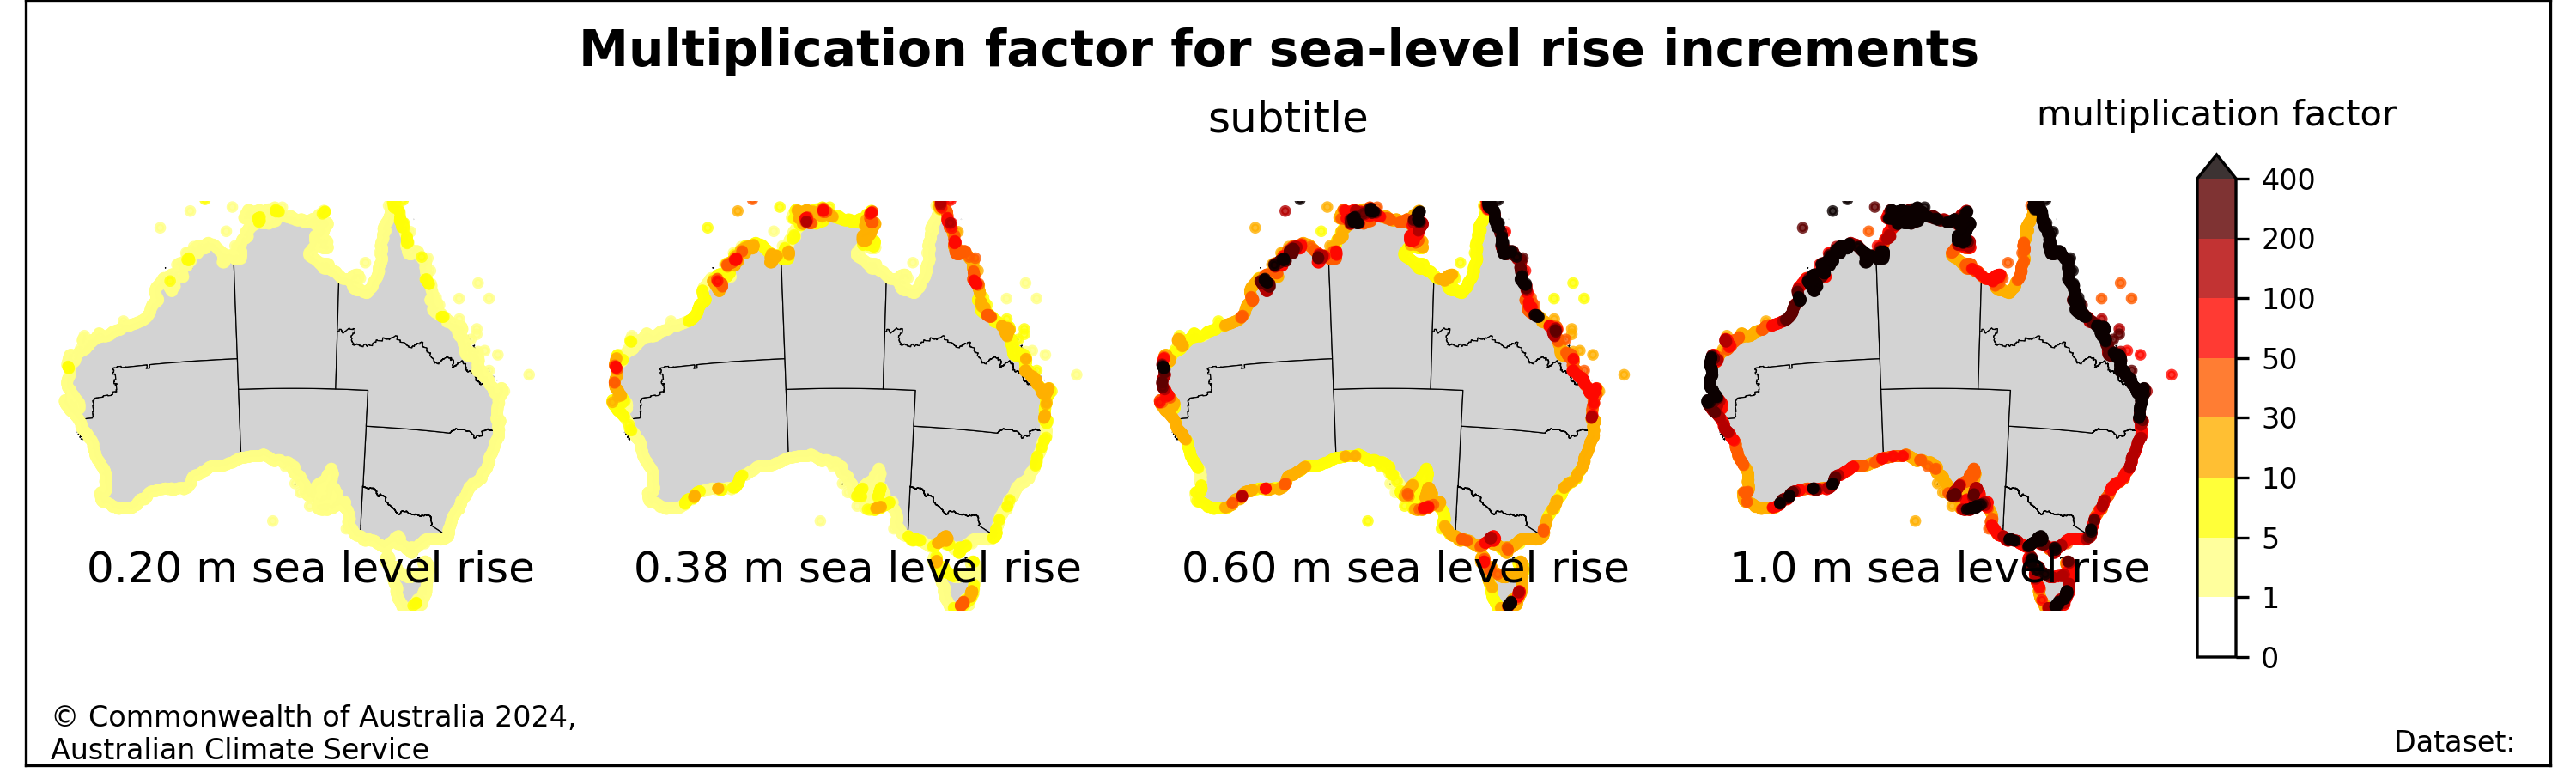 Multiplication factor for sea-level rise increments
subtitle
multiplication factor
400
200
100
50
30
10
5
1
0
0.20 m sea level rise
0.38 m sea level rise
0.60 m sea level rise
1.0 m sea level rise
© Commonwealth of Australia 2024,
Australian Climate Service
Dataset: